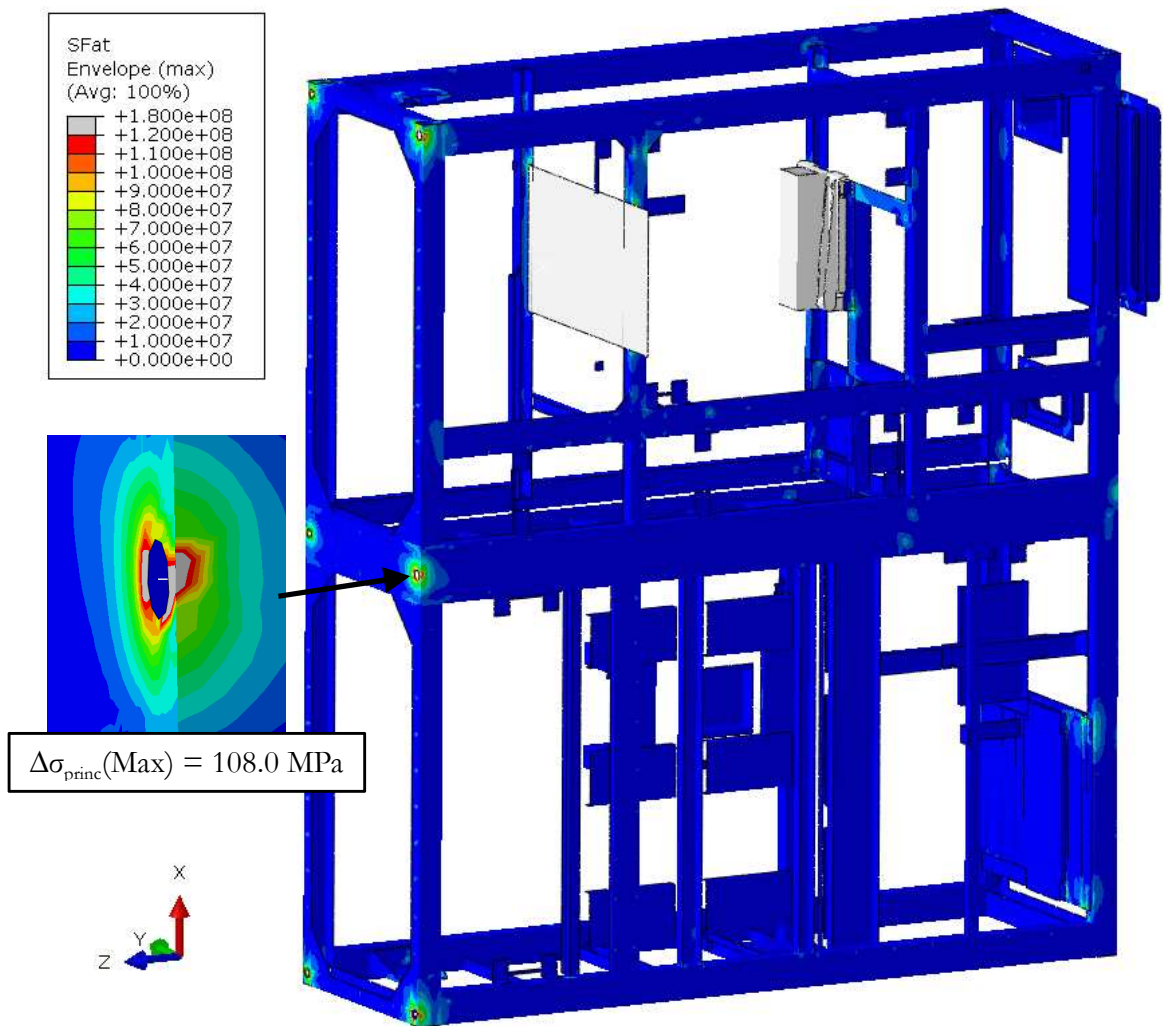 SFat
Envelope (max)
(Avg: 100%)
+1.800e+08
+1.200e+08
+1.100e+08
+1.000e+08
+9.000e+07
+8.000e+07
+7.000e+07
+6.000e+07
+5.000e+07
+4.000e+07
+3.000e+07
+2.000e+07
+1.000e+07
+0.000e+00
Δσprinc(Max) = 108.0 MPa
X
Y
Z